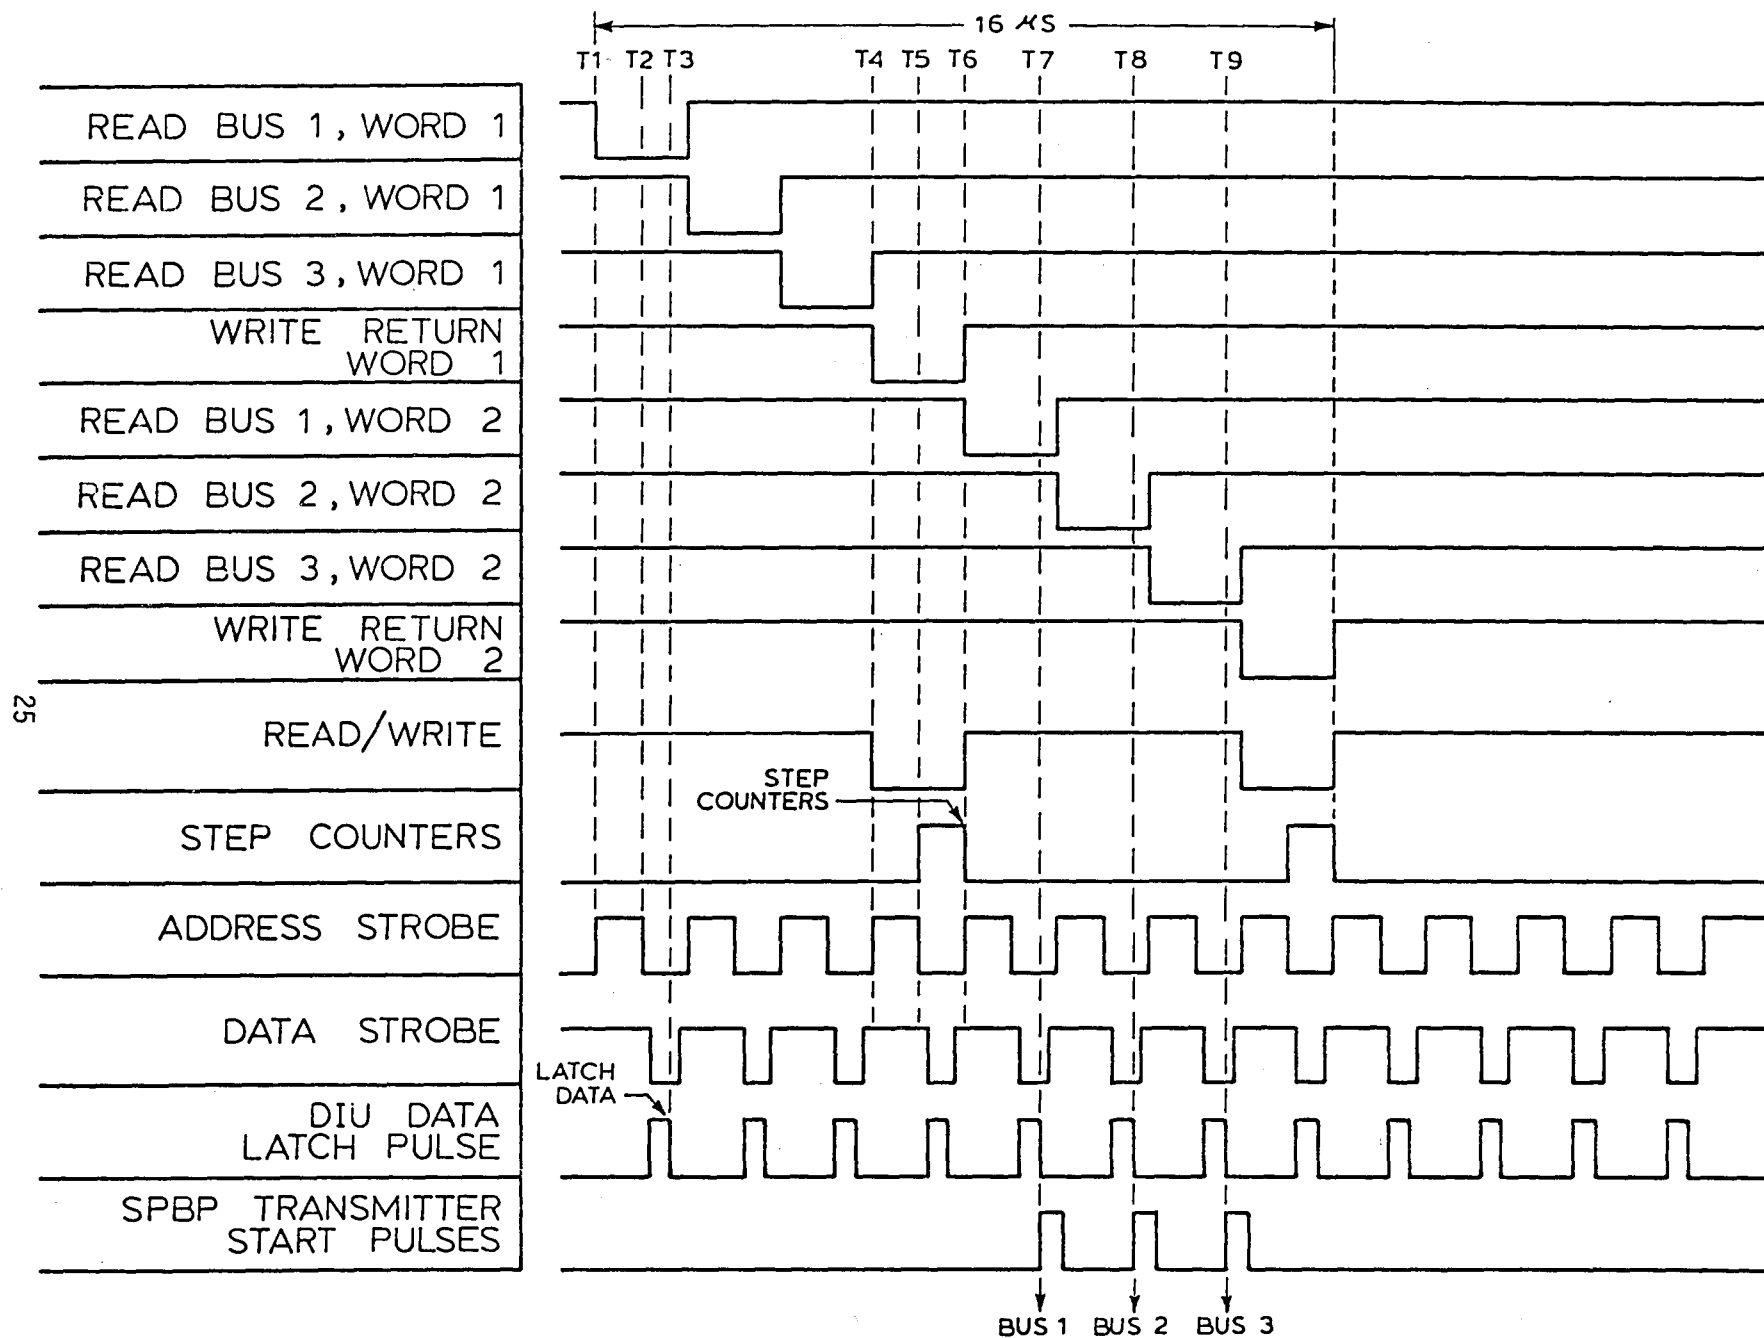 16 μS
T1 T2 T3 T4 T5 T6 T7 T8 T9
READ BUS 1, WORD 1
READ BUS 2, WORD 1
READ BUS 3, WORD 1
WRITE RETURN
WORD 1
READ BUS 1, WORD 2
READ BUS 2, WORD 2
READ BUS 3, WORD 2
WRITE RETURN
WORD 2
25
READ/WRITE
STEP
COUNTERS
STEP COUNTERS
ADDRESS STROBE
DATA STROBE
LATCH
DATA
DIU DATA
LATCH PULSE
SPBP TRANSMITTER
START PULSES
BUS 1 BUS 2 BUS 3